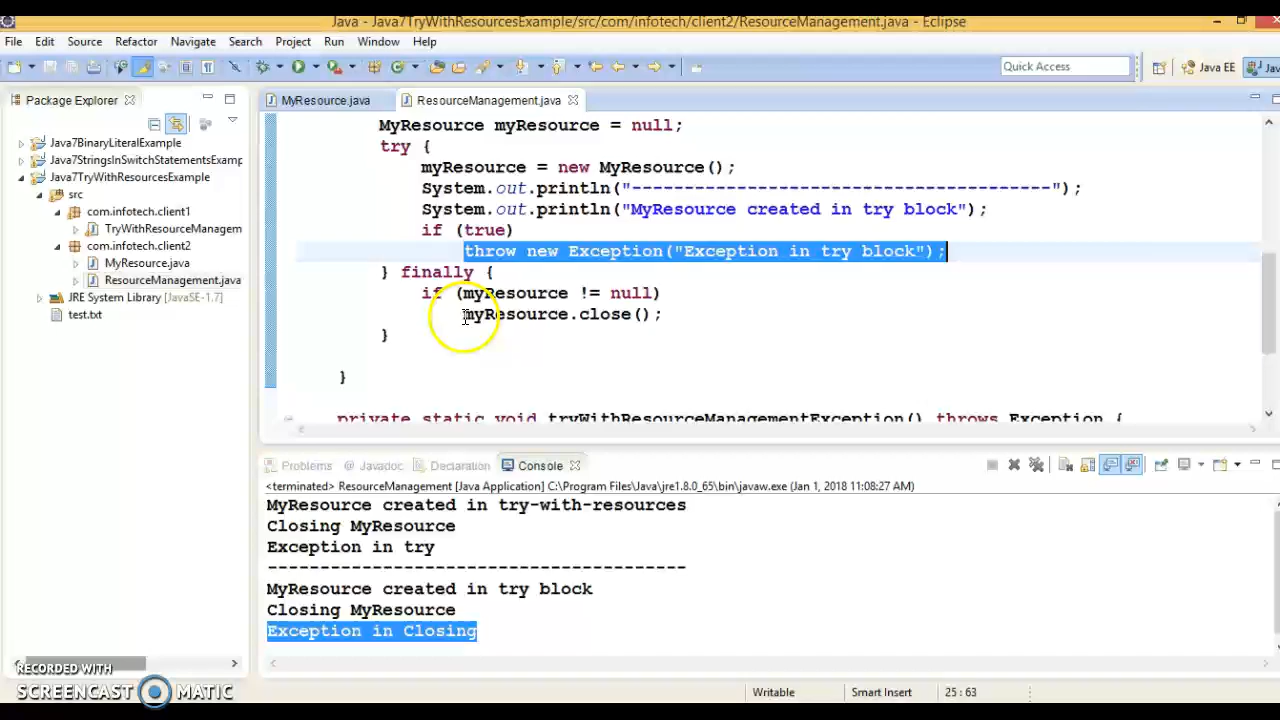 Java - Java7TryWithResourcesExample/src/com/infotech/client2/ResourceManagement.java - Eclipse
File Edit Source Refactor Navigate Search Project Run Window Help
Quick Access Java EE Jav
Package Explorer
MyResource.java ResourceManagement.java
Java7BinaryLiteralExample
Java7StringsInSwitchStatementsExamp
Java7TryWithResourcesExample
src
com.infotech.client1
TryWithResourceManagem
com.infotech.client2
MyResource.java
ResourceManagement.java
JRE System Library [JavaSE-1.7]
test.txt
MyResource myResource = null;
try {
myResource = new MyResource();
System.out.println("----------------------------------------");
System.out.println("MyResource created in try block");
if (true)
throw new Exception("Exception in try block");
} finally {
if (myResource != null)
myResource.close();
}
}
private static void tryWithResourceManagementException() throws Exception {
Problems @ Javadoc Declaration Console
<terminated> ResourceManagement [Java Application] C:\Program Files\Java\jre1.8.0_65\bin\javaw.exe (Jan 1, 2018 11:08:27 AM)
MyResource created in try-with-resources
Closing MyResource
Exception in try
----------------------------------------
MyResource created in try block
Closing MyResource
Exception in Closing
RECORDED WITH
SCREENCAST MATIC
Writable Smart Insert 25 : 63